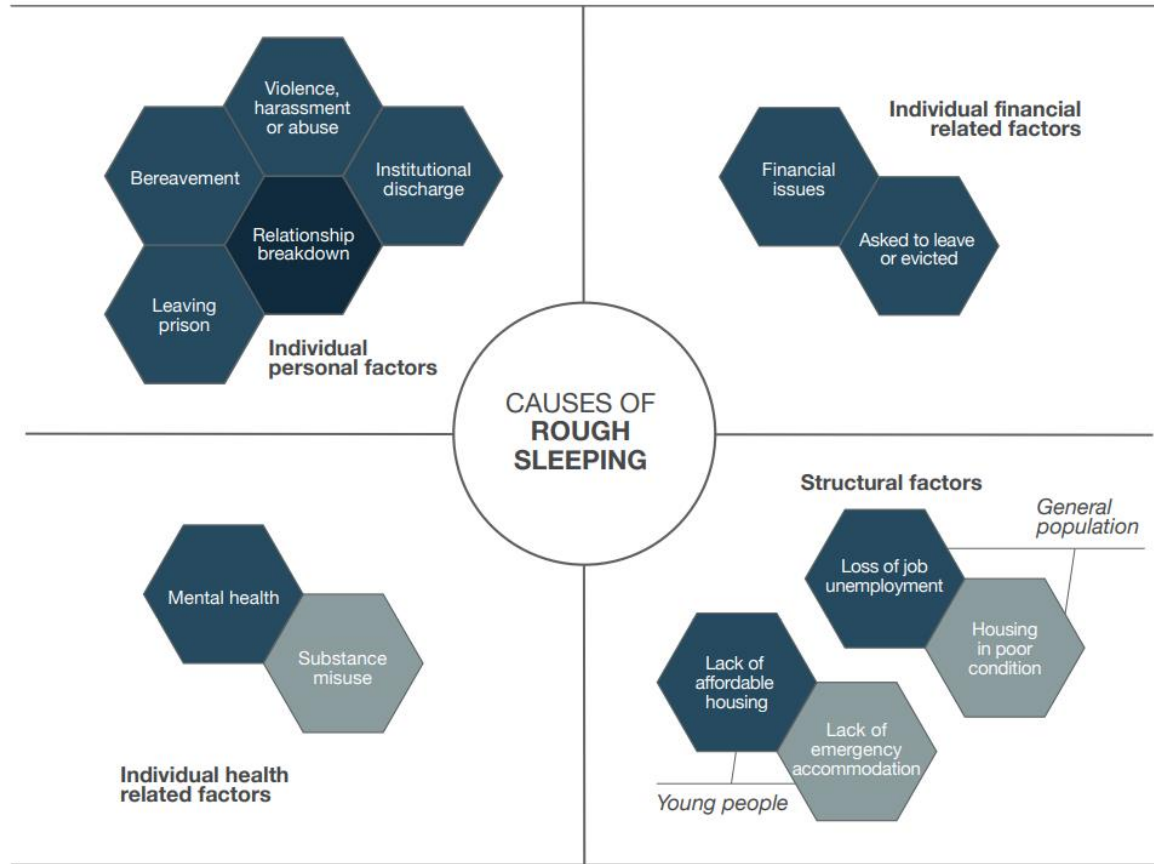 Violence,
harassment
or abuse
Bereavement
Institutional
discharge
Relationship
breakdown
Leaving
prison
Individual
personal factors
Individual financial
related factors
Financial
issues
Asked to leave
or evicted
CAUSES OF
ROUGH
SLEEPING
Mental health
Substance
misuse
Individual health
related factors
Structural factors
General
population
Loss of job
unemployment
Housing
in poor
condition
Lack of
affordable
housing
Lack of
emergency
accommodation
Young people